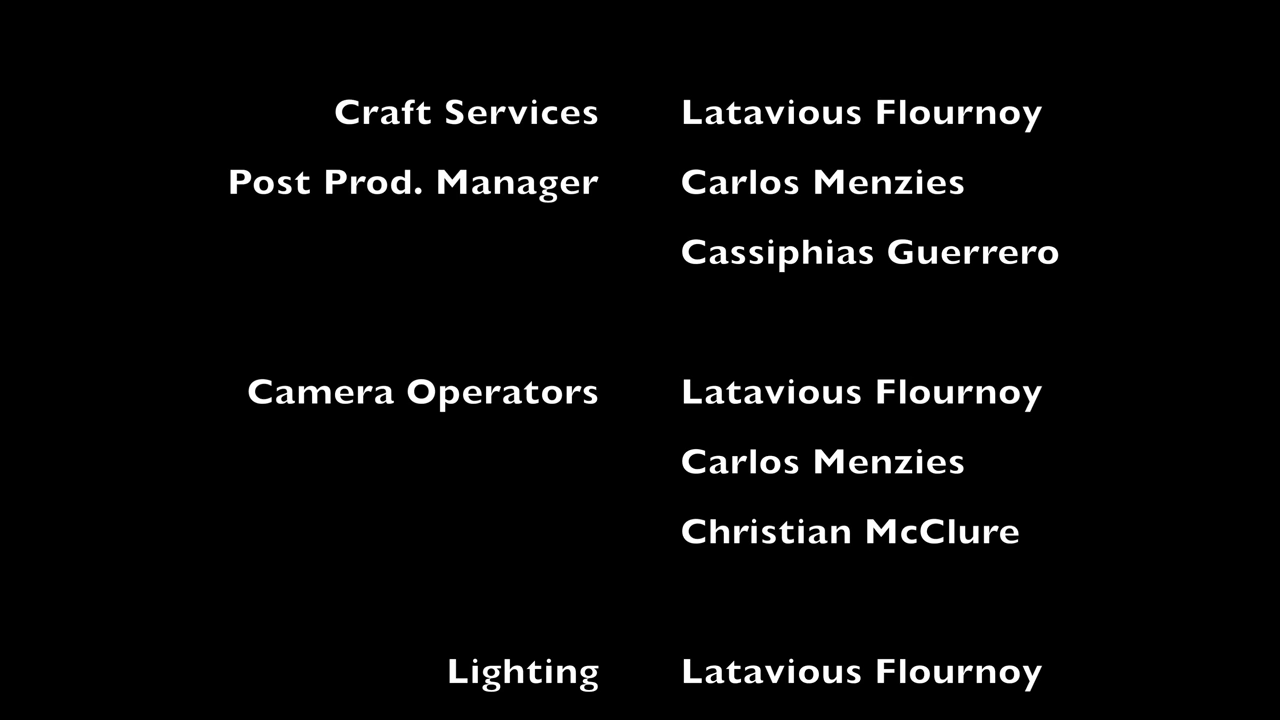 Craft Services Latavious Flournoy
Post Prod. Manager Carlos Menzies
Cassiphias Guerrero
Camera Operators Latavious Flournoy
Carlos Menzies
Christian McClure
Lighting Latavious Flournoy